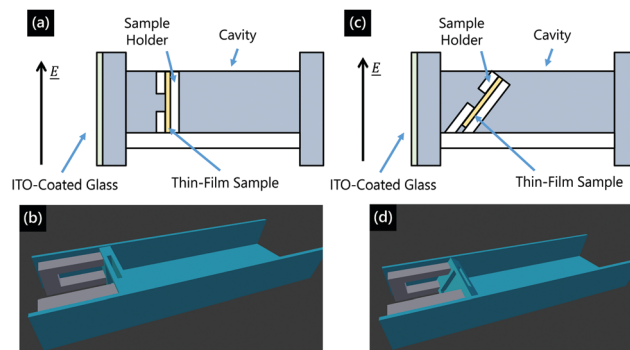 (a)
Sample
Holder
Cavity
E
ITO-Coated Glass
Thin-Film Sample
(b)
(c)
Sample
Holder
Cavity
E
ITO-Coated Glass
Thin-Film Sample
(d)